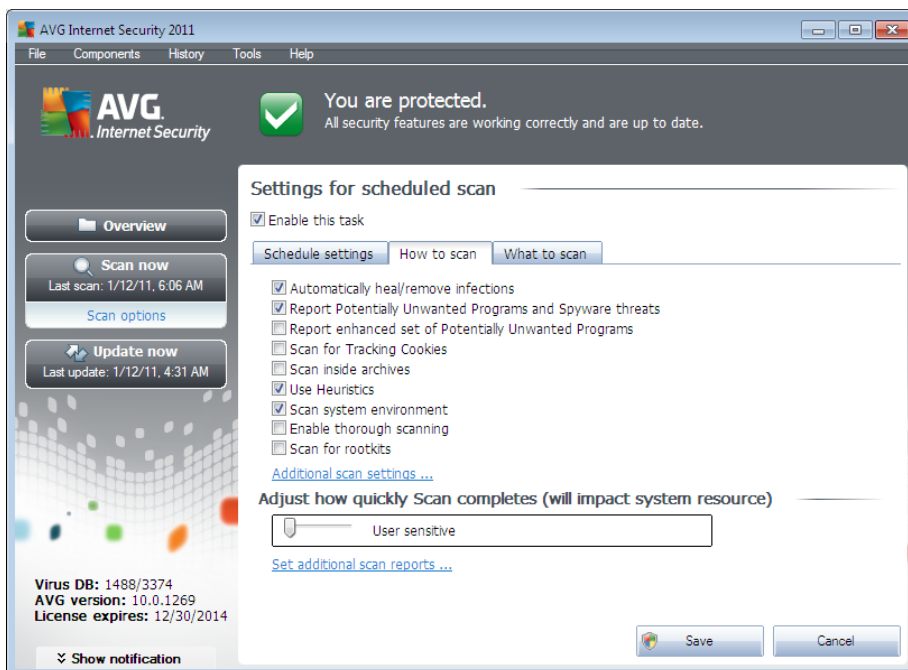 AVG Internet Security 2011
File Components History Tools Help
AVG.
Internet Security
You are protected.
All security features are working correctly and are up to date.
Overview
Scan now
Last scan: 1/12/11, 6:06 AM
Scan options
Update now
Last update: 1/12/11, 4:31 AM
Virus DB: 1488/3374
AVG version: 10.0.1269
License expires: 12/30/2014
Show notification
Settings for scheduled scan
Enable this task
Schedule settings How to scan What to scan
Automatically heal/remove infections
Report Potentially Unwanted Programs and Spyware threats
Report enhanced set of Potentially Unwanted Programs
Scan for Tracking Cookies
Scan inside archives
Use Heuristics
Scan system environment
Enable thorough scanning
Scan for rootkits
Additional scan settings ...
Adjust how quickly Scan completes (will impact system resource)
User sensitive
Set additional scan reports ...
Save Cancel